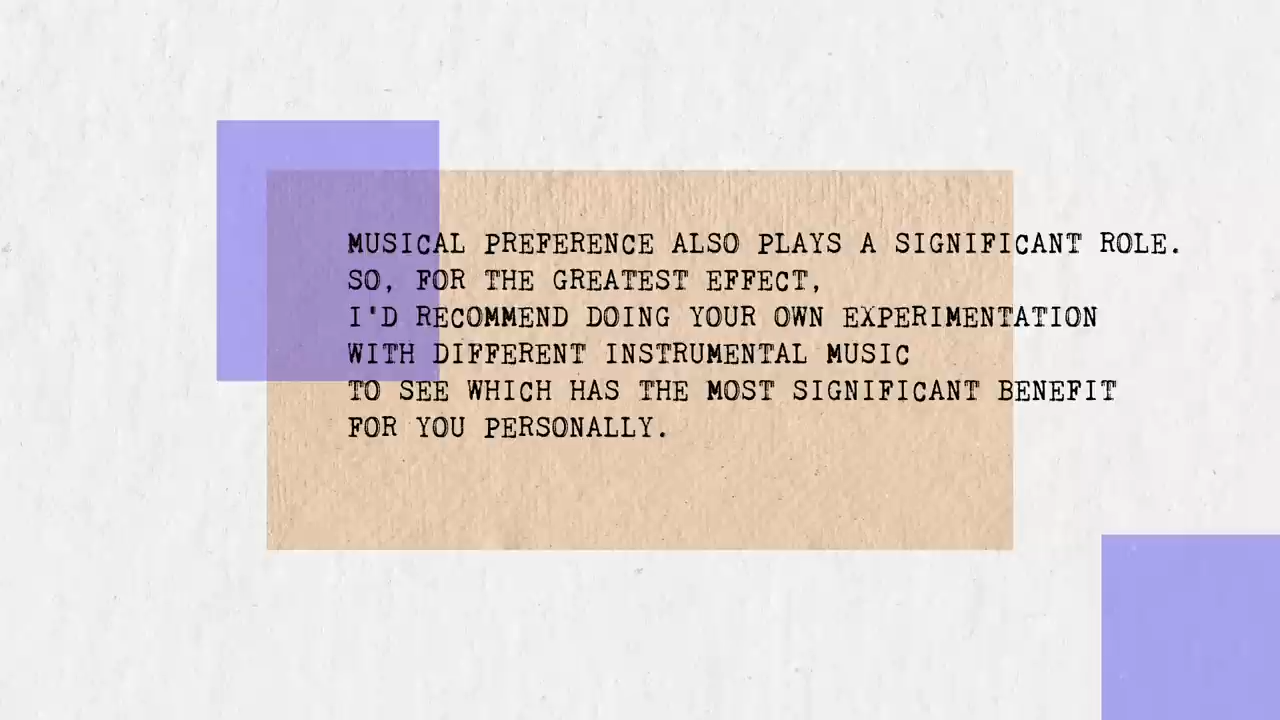 MUSICAL PREFERENCE ALSO PLAYS A SIGNIFICANT ROLE.
SO, FOR THE GREATEST EFFECT,
I'D RECOMMEND DOING YOUR OWN EXPERIMENTATION
WITH DIFFERENT INSTRUMENTAL MUSIC
TO SEE WHICH HAS THE MOST SIGNIFICANT BENEFIT
FOR YOU PERSONALLY.